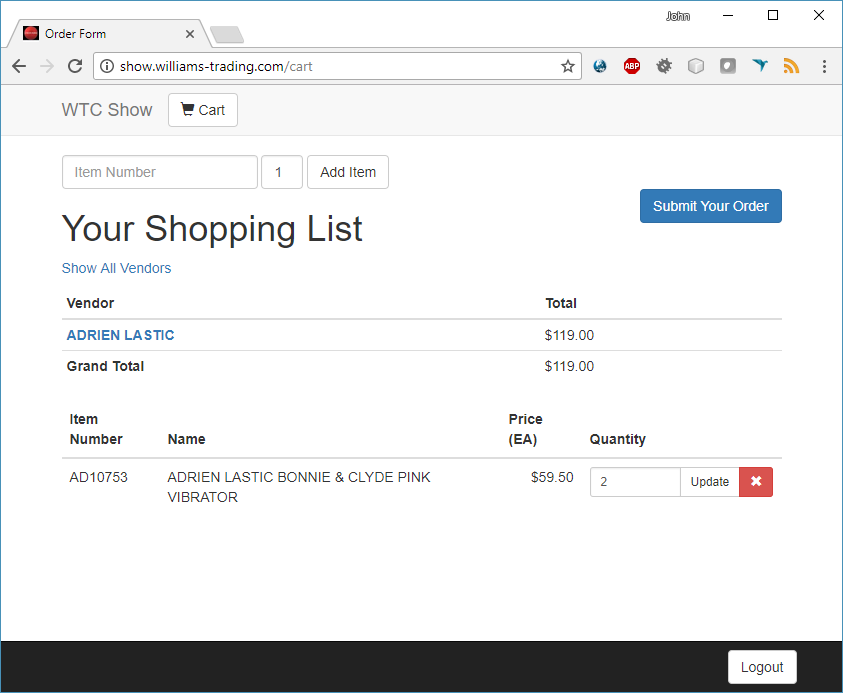 John
Order Form
show.williams-trading.com/cart
ABP
WTC Show
Cart
Item Number
1
Add Item
Submit Your Order
Your Shopping List
Show All Vendors
Vendor Total
ADRIEN LASTIC $119.00
Grand Total $119.00
Item Number Name Price (EA) Quantity
AD10753 ADRIEN LASTIC BONNIE & CLYDE PINK VIBRATOR $59.50 2 Update
Logout